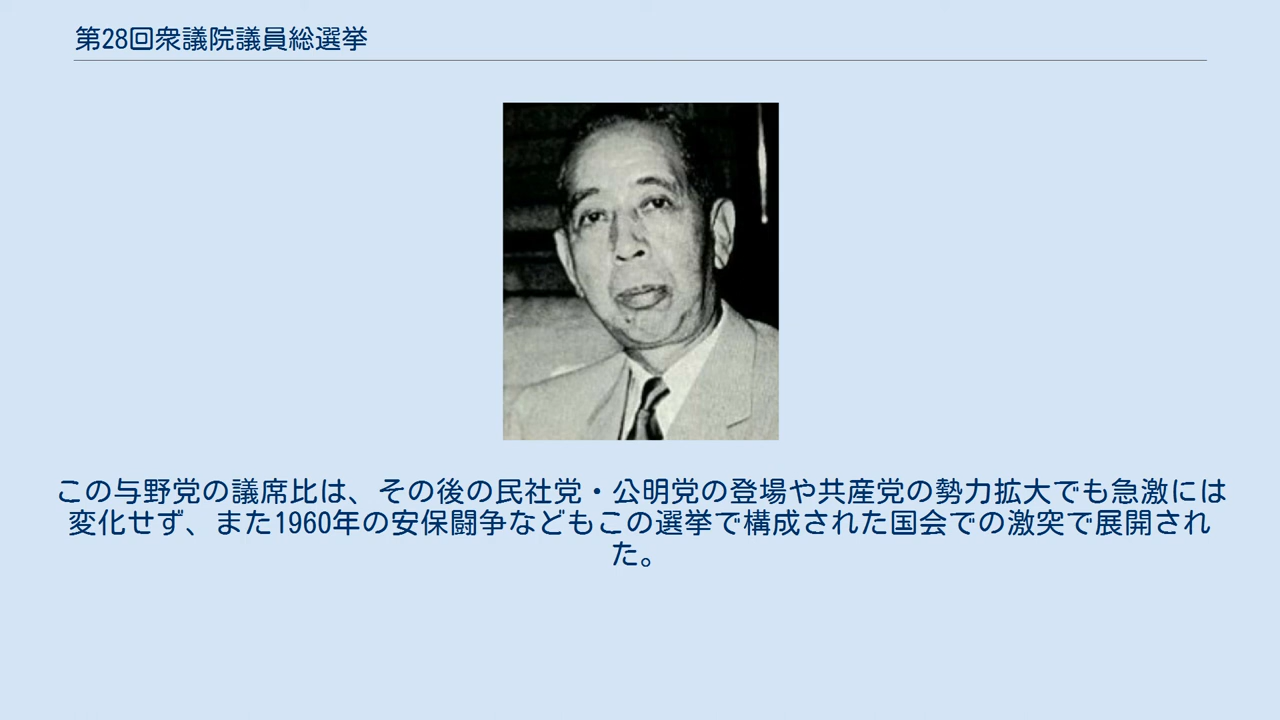 第28回衆議院議員総選挙
この与野党の議席比は、その後の民社党・公明党の登場や共産党の勢力拡大でも急激には
変化せず、また1960年の安保闘争などもこの選挙で構成された国会での激突で展開され
た。